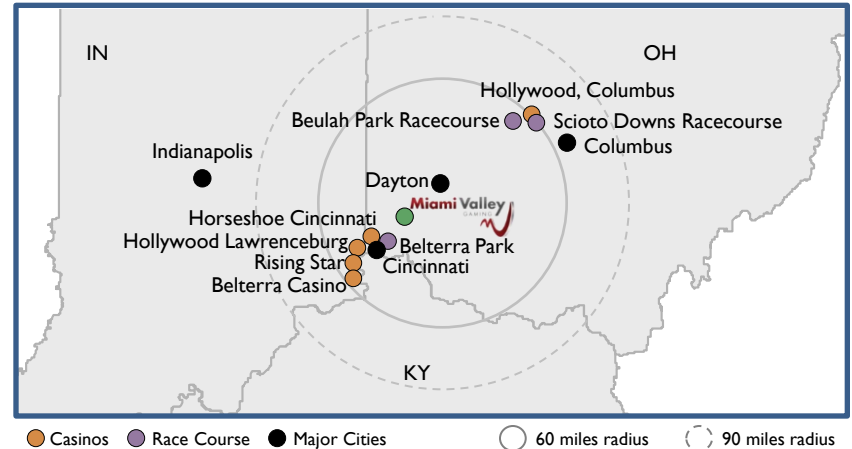 IN
OH
Hollywood, Columbus
Beulah Park Racecourse
Scioto Downs Racecourse
Columbus
Indianapolis
Dayton
Miami Valley
GAMING
Horseshoe Cincinnati
Hollywood Lawrenceburg
Belterra Park
Rising Star
Cincinnati
Belterra Casino
KY
Casinos Race Course Major Cities 60 miles radius 90 miles radius